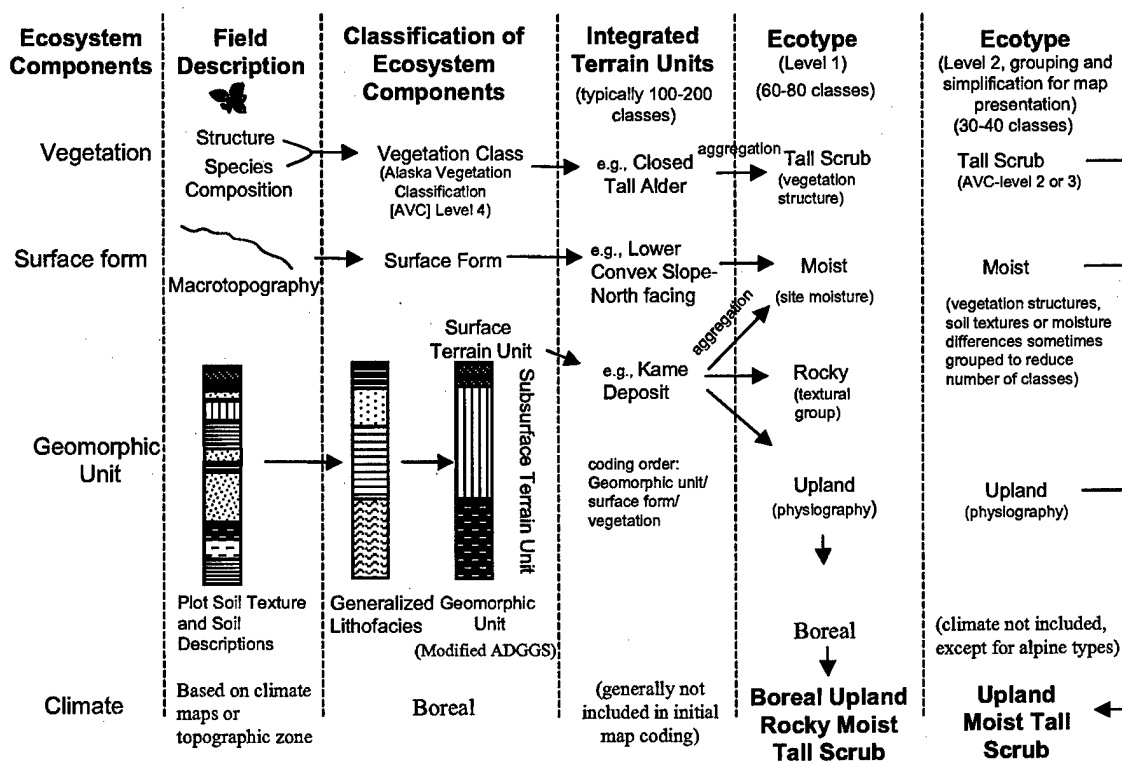 Ecosystem
Components
Field
Description
Classification of
Ecosystem
Components
Integrated
Terrain Units
(typically 100-200
classes)
Ecotype
(Level 1)
(60-80 classes)
Ecotype
(Level 2, grouping and
simplification for map
presentation)
(30-40 classes)
Vegetation
Structure
Species
Composition
Vegetation Class
(Alaska Vegetation
Classification
[AVC] Level 4)
e.g., Closed
Tall Alder
aggregation
Tall Scrub
(vegetation
structure)
Tall Scrub
(AVC-level 2 or 3)
Surface form
Macrotopography
Surface Form
e.g., Lower
Convex Slope-
North facing
Moist
(site moisture)
Moist
(vegetation structures,
soil textures or moisture
differences sometimes
grouped to reduce
number of classes)
Geomorphic
Unit
Plot Soil Texture
and Soil
Descriptions
Generalized
Lithofacies
Surface
Terrain Unit
Subsurface Terrain Unit
Geomorphic
Unit
(Modified ADGGS)
e.g., Kame
Deposit
aggregation
coding order:
Geomorphic unit/
surface form/
vegetation
Rocky
(textural
group)
Upland
(physiography)
Upland
(physiography)
Climate
Based on climate
maps or
topographic zone
Boreal
(generally not
included in initial
map coding)
Boreal
Boreal Upland
Rocky Moist
Tall Scrub
(climate not included,
except for alpine types)
Upland
Moist Tall
Scrub